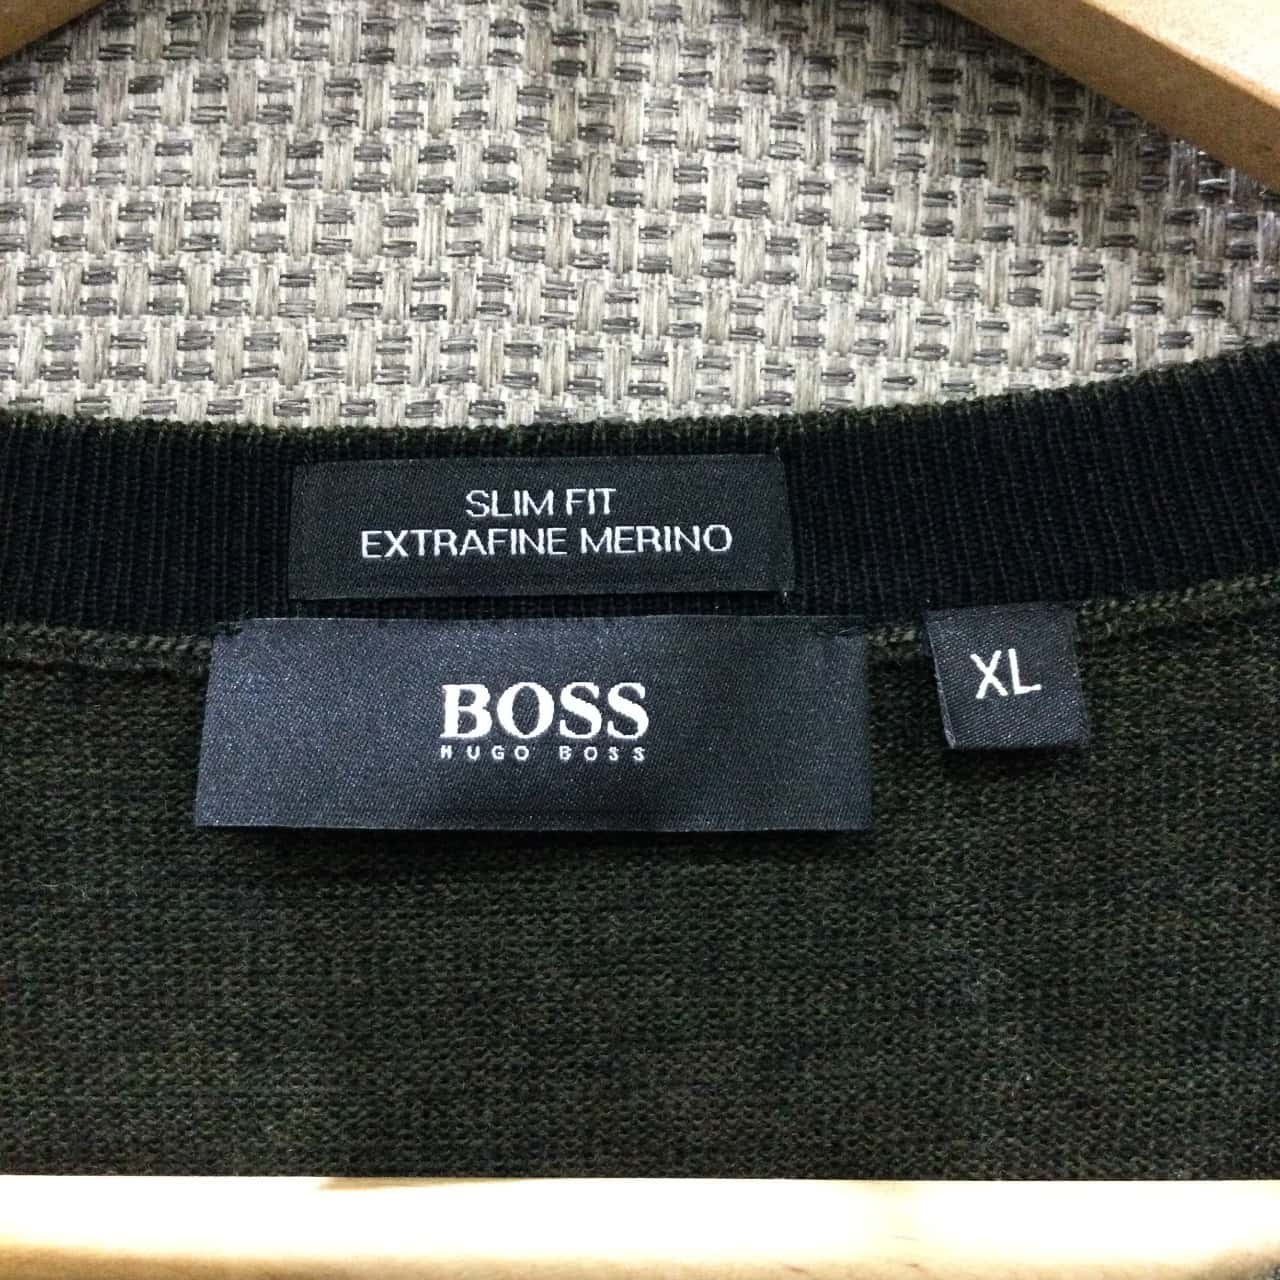 SLIM FIT
EXTRAFINE MERINO
BOSS
HUGO BOSS
XL